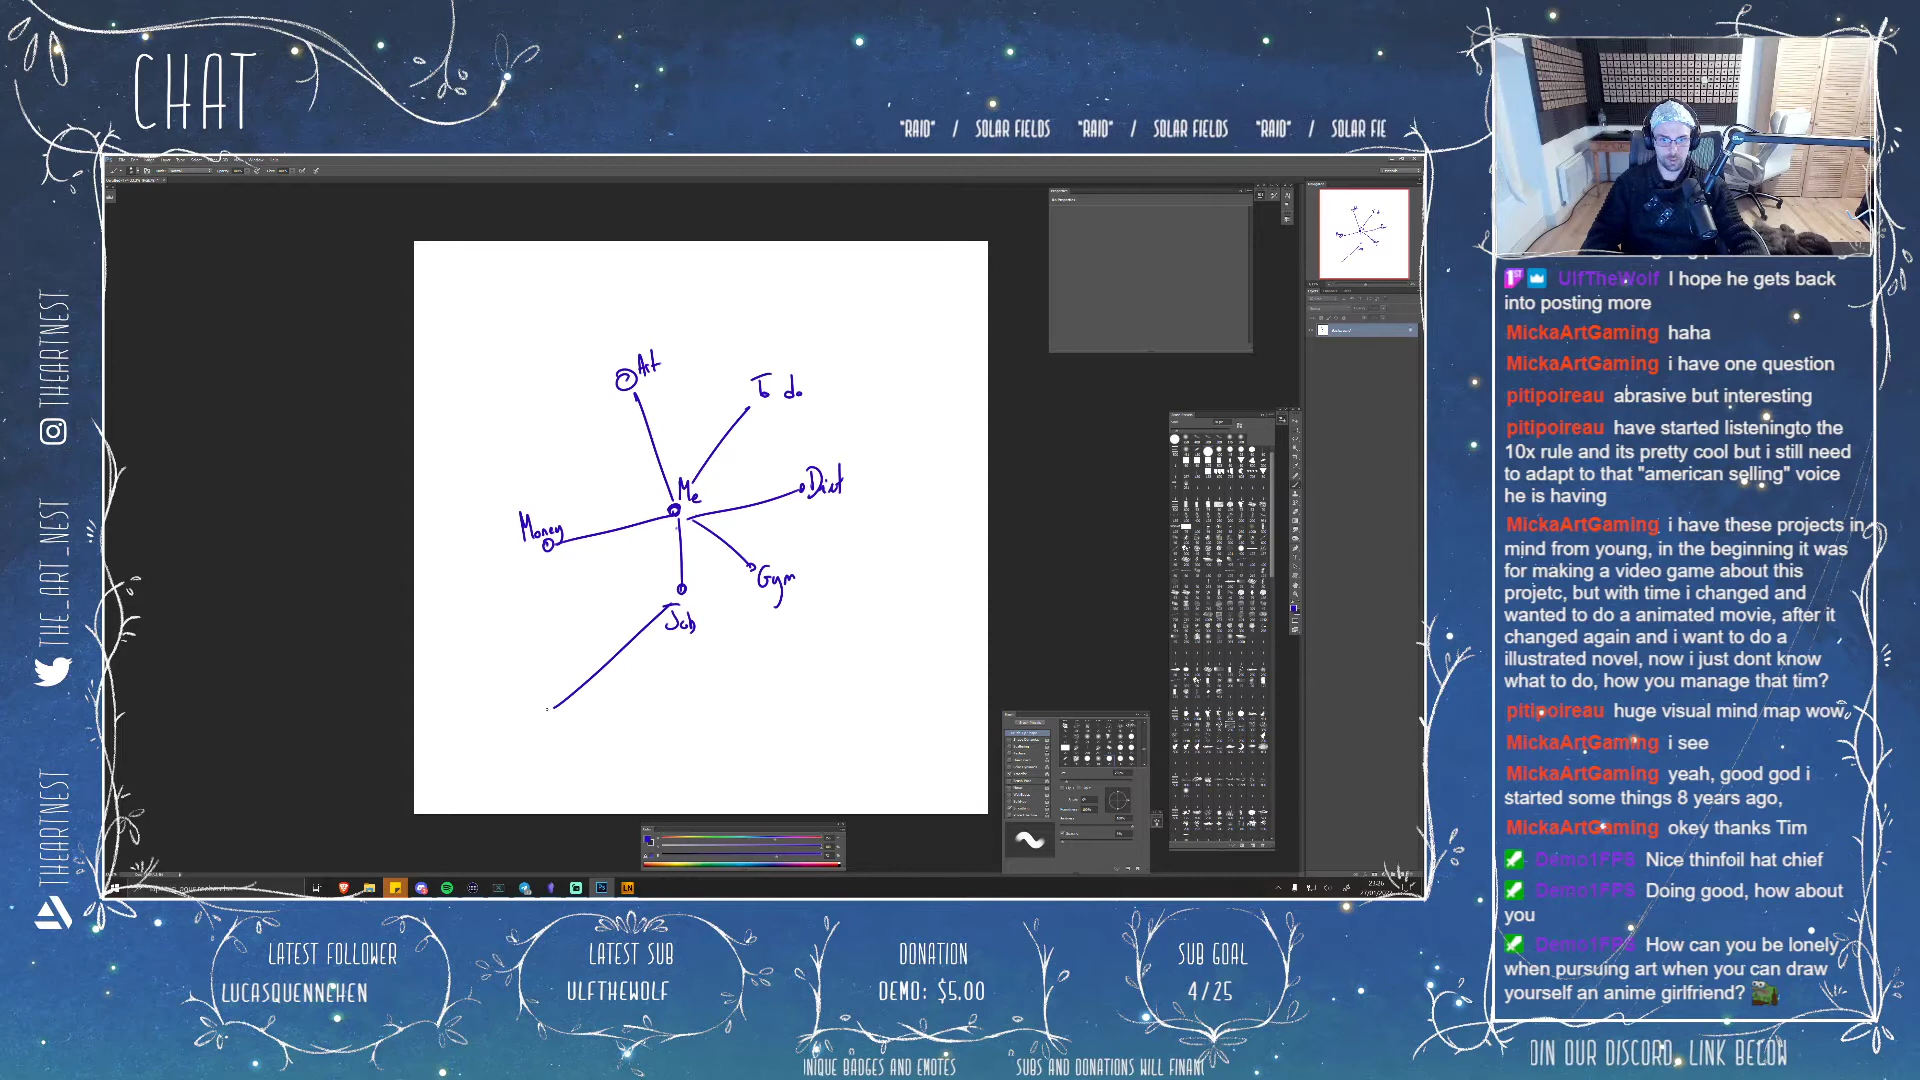 CHAT
"RAID" / SOLAR FIELDS "RAID" / SOLAR FIELDS "RAID" / SOLAR FIE
Art
To do
Me
Diet
Money
Gym
Job
THEARTNEST
THE_ART_NEST
THEARTNEST
UlfTheWolf I hope he gets back
into posting more
MickaArtGaming haha
MickaArtGaming i have one question
pitipoireau abrasive but interesting
pitipoireau have started listeningto the
10x rule and its pretty cool but i still need
to adapt to that "american selling" voice
he is having
MickaArtGaming i have these projects in
mind from young, in the beginning it was
for making a video game about this
projetc, but with time i changed and
wanted to do a animated movie, after it
changed again and i want to do a
illustrated novel, now i just dont know
what to do, how you manage that tim?
pitipoireau huge visual mind map wow
MickaArtGaming i see
MickaArtGaming yeah, good god i
started some things 8 years ago,
MickaArtGaming okey thanks Tim
Demo1FPS Nice thinfoil hat chief
Demo1FPS Doing good, how about
you
Demo1FPS How can you be lonely
when pursuing art when you can draw
yourself an anime girlfriend?
23:26
LATEST FOLLOWER
LUCASQUENNEHEN
LATEST SUB
ULFTHEWOLF
DONATION
DEMO: $5.00
SUB GOAL
4/25
INIQUE BADGES AND EMOTES SUBS AND DONATIONS WILL FINAN
OIN OUR DISCORD, LINK BELOW